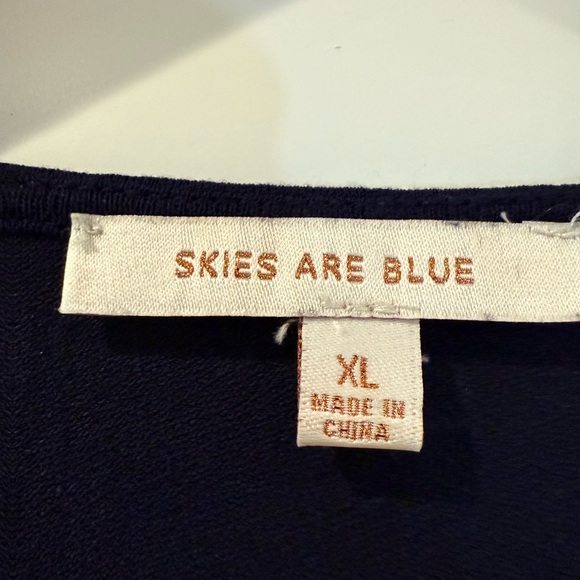 SKIES ARE BLUE
XL
MADE IN
CHINA